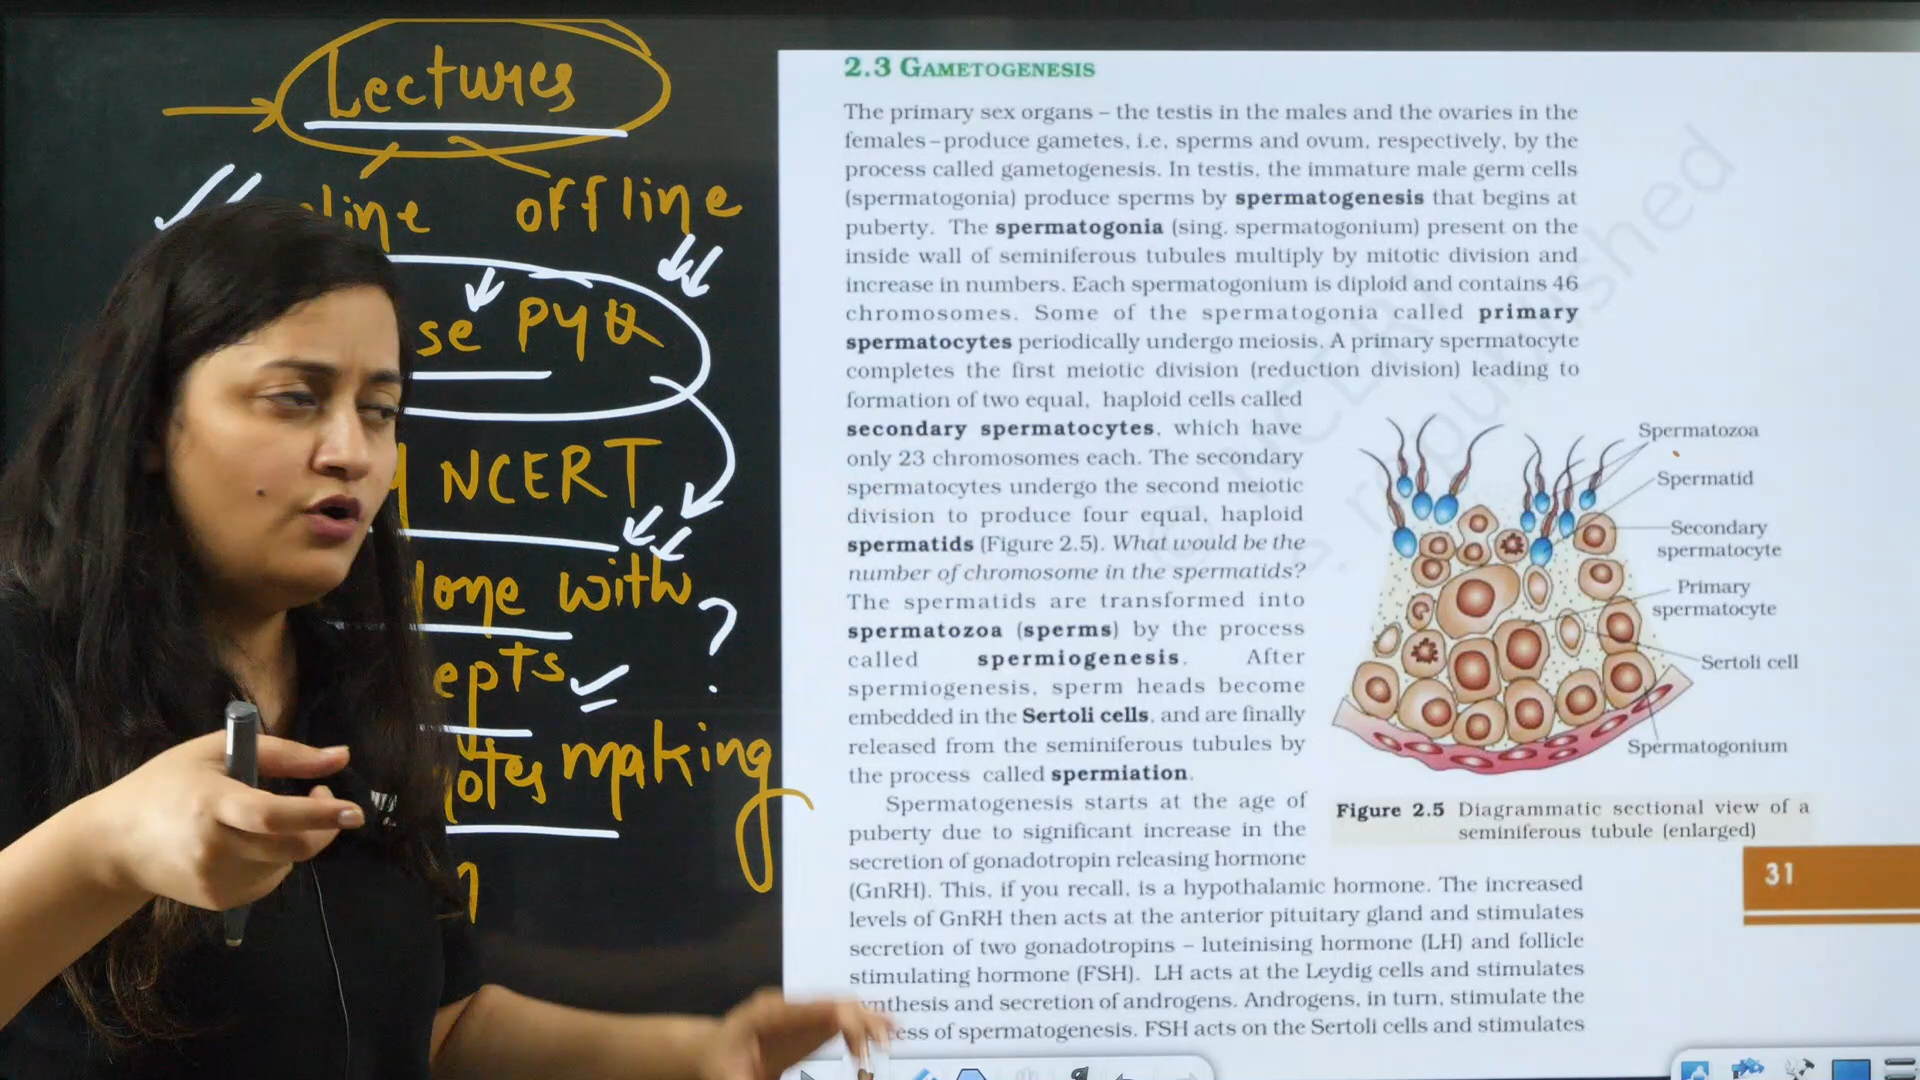 Lectures
line offline
se PYQ
NCERT
with
epts
notes making
?
2.3 GAMETOGENESIS
The primary sex organs – the testis in the males and the ovaries in the
females – produce gametes, i.e, sperms and ovum, respectively, by the
process called gametogenesis. In testis, the immature male germ cells
(spermatogonia) produce sperms by spermatogenesis that begins at
puberty. The spermatogonia (sing. spermatogonium) present on the
inside wall of seminiferous tubules multiply by mitotic division and
increase in numbers. Each spermatogonium is diploid and contains 46
chromosomes. Some of the spermatogonia called primary
spermatocytes periodically undergo meiosis. A primary spermatocyte
completes the first meiotic division (reduction division) leading to
formation of two equal, haploid cells called
secondary spermatocytes, which have
only 23 chromosomes each. The secondary
spermatocytes undergo the second meiotic
division to produce four equal, haploid
spermatids (Figure 2.5). What would be the
number of chromosome in the spermatids?
The spermatids are transformed into
spermatozoa (sperms) by the process
called spermiogenesis. After
spermiogenesis, sperm heads become
embedded in the Sertoli cells, and are finally
released from the seminiferous tubules by
the process called spermiation.
Spermatogenesis starts at the age of
puberty due to significant increase in the
secretion of gonadotropin releasing hormone
(GnRH). This, if you recall, is a hypothalamic hormone. The increased
levels of GnRH then acts at the anterior pituitary gland and stimulates
secretion of two gonadotropins – luteinising hormone (LH) and follicle
stimulating hormone (FSH). LH acts at the Leydig cells and stimulates
ynthesis and secretion of androgens. Androgens, in turn, stimulate the
cess of spermatogenesis. FSH acts on the Sertoli cells and stimulates
Spermatozoa
Spermatid
Secondary
spermatocyte
Primary
spermatocyte
Sertoli cell
Spermatogonium
Figure 2.5 Diagrammatic sectional view of a
seminiferous tubule (enlarged)
31